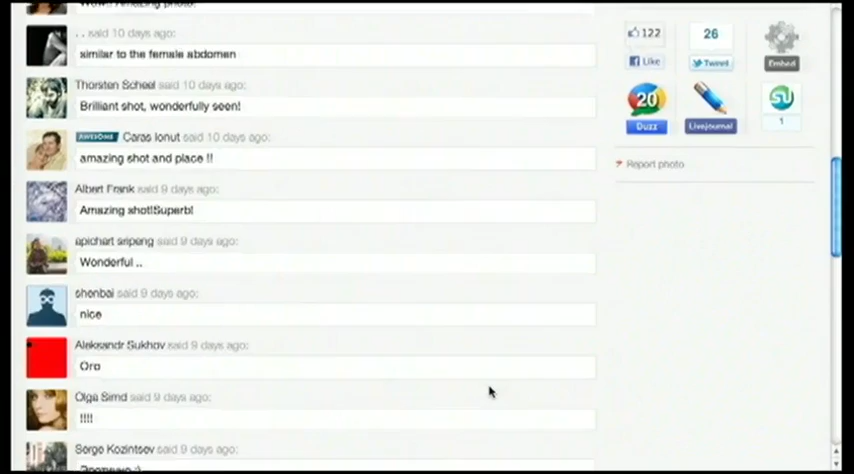 Wow! Amazing photo.
. . said 10 days ago:
similar to the female abdomen
Thorsten Scheel said 10 days ago:
Brilliant shot, wonderfully seen!
AWESOME Caras Ionut said 10 days ago:
amazing shot and place !!
Albert Frank said 9 days ago:
Amazing shot!Superb!
apichart sripeng said 9 days ago:
Wonderful ..
shenbai said 9 days ago:
nice
Aleksandr Sukhov said 9 days ago:
Ого
Olga Simd said 9 days ago:
!!!!
Serge Kozintsev said 9 days ago:
122
Like
26
Tweet
Embed
20
Buzz
Livejournal
1
Report photo